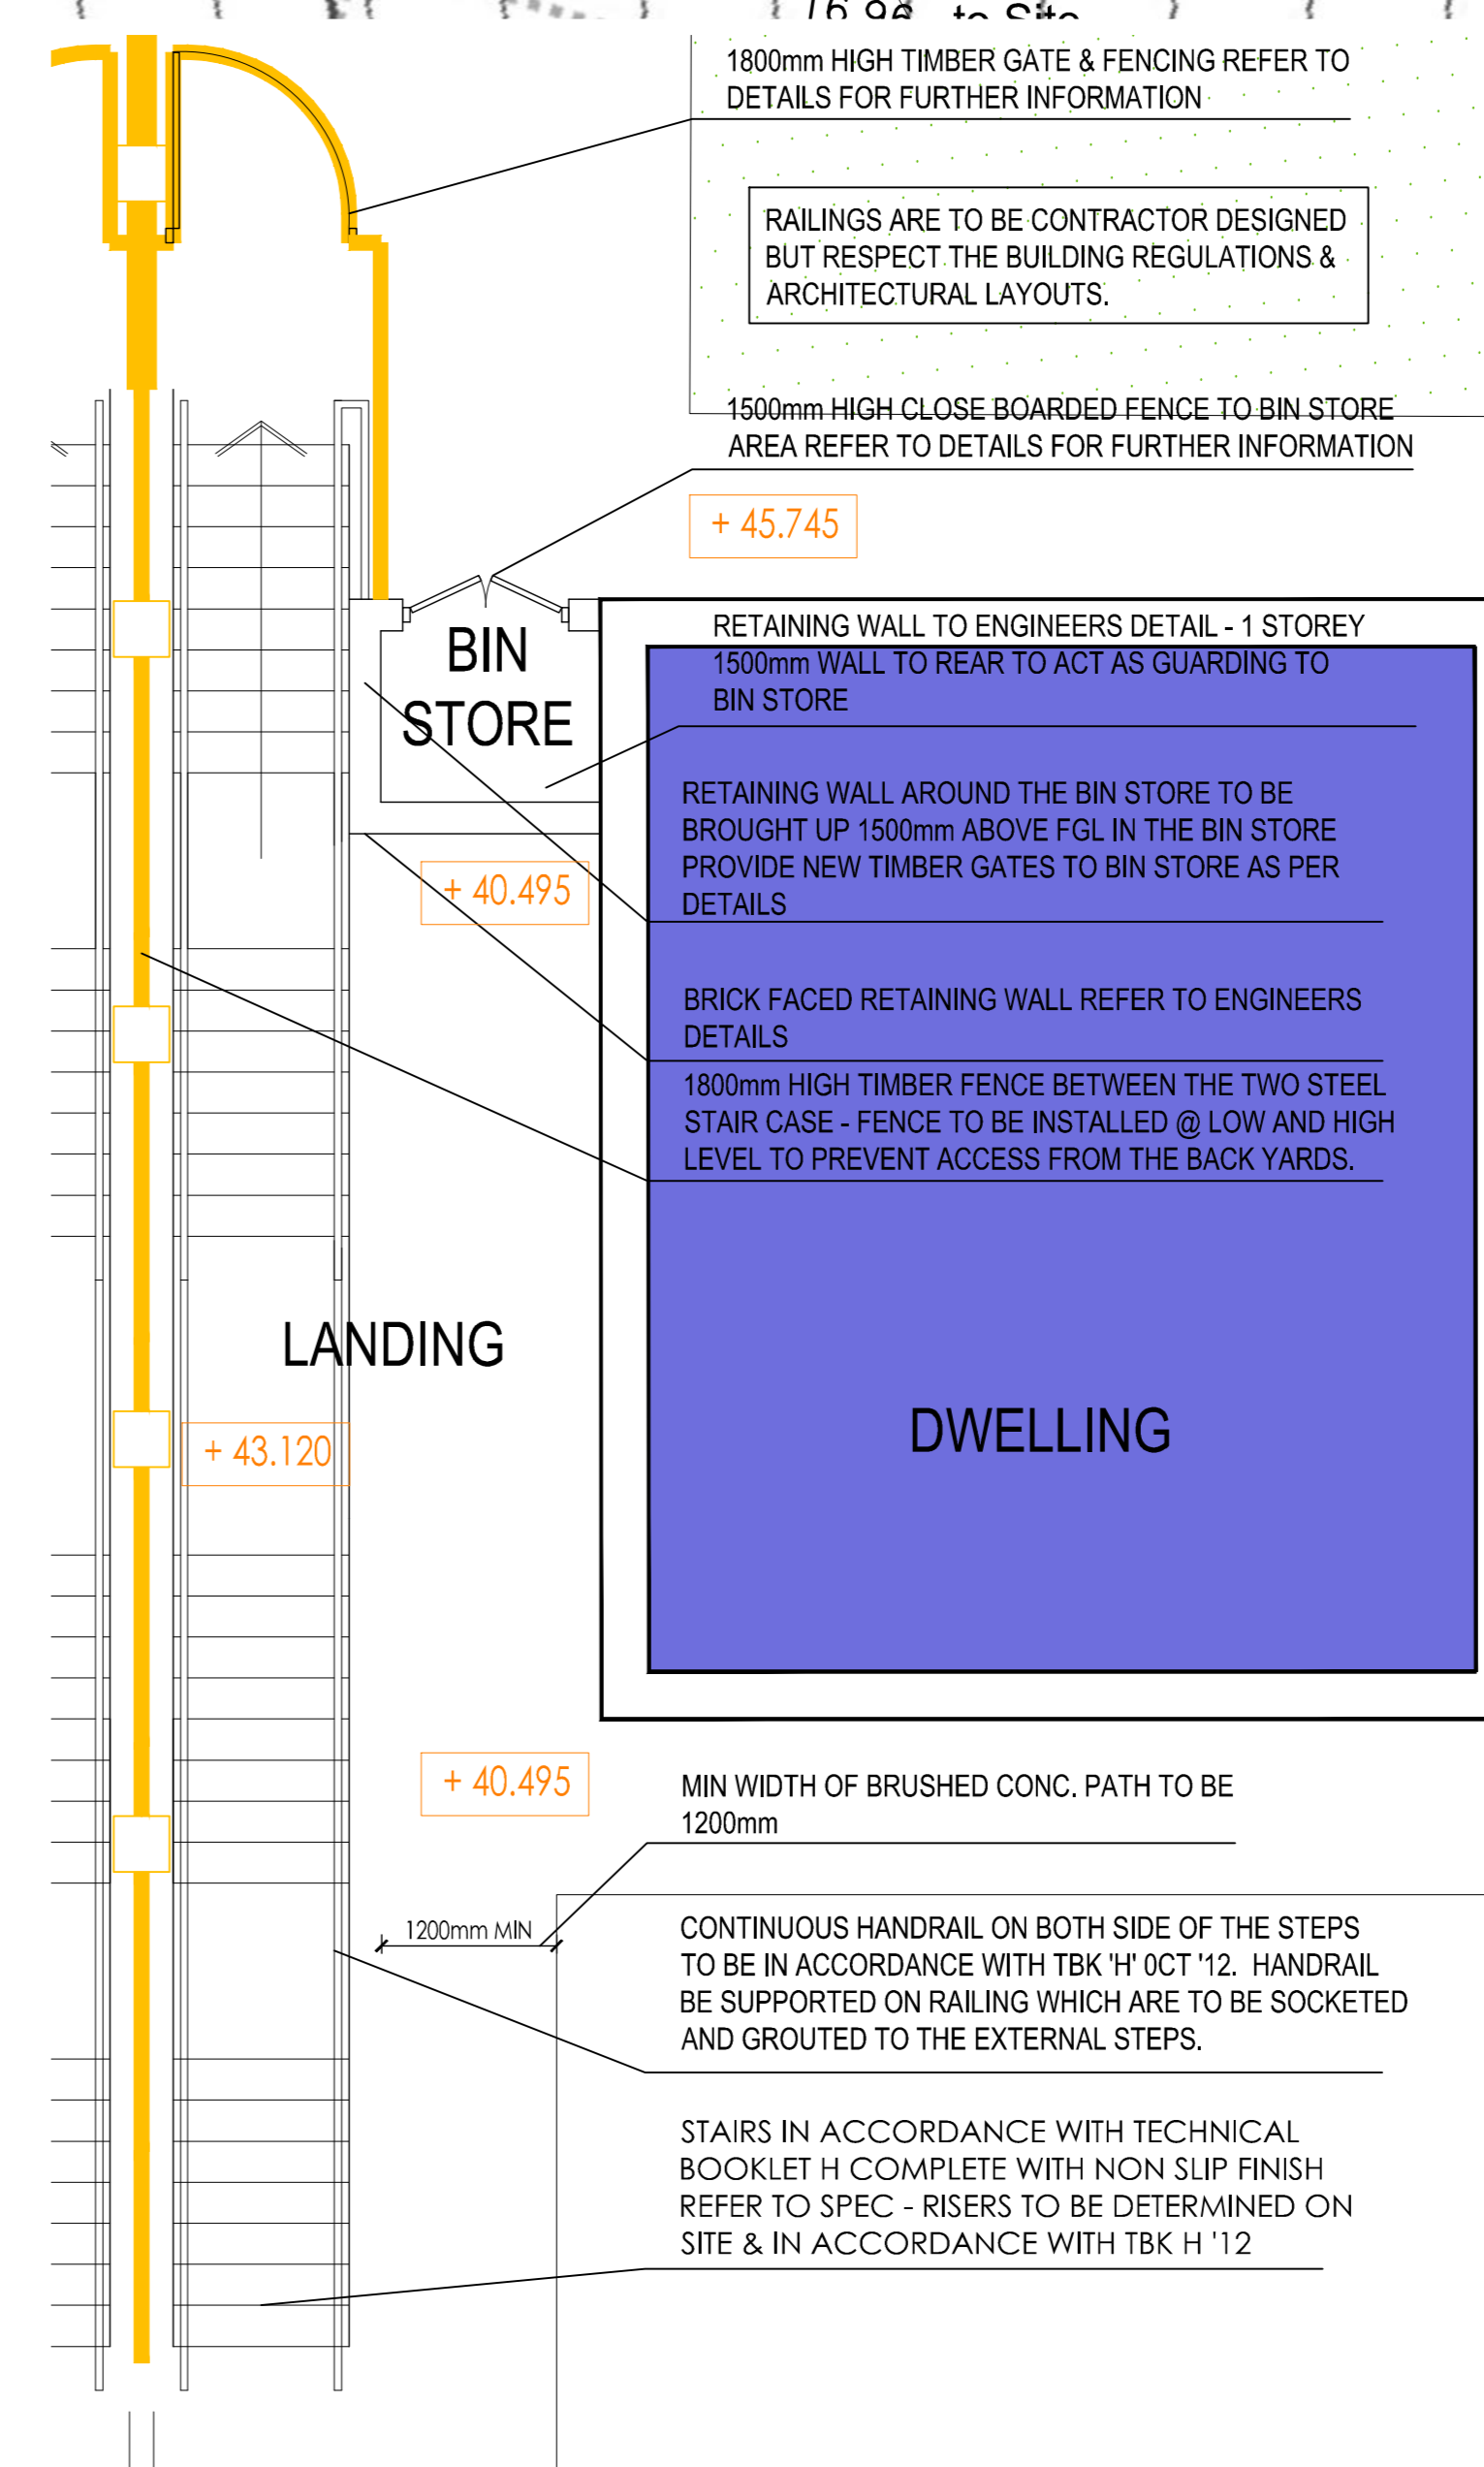 76.96 to Site
1800mm HIGH TIMBER GATE & FENCING REFER TO
DETAILS FOR FURTHER INFORMATION
RAILINGS ARE TO BE CONTRACTOR DESIGNED
BUT RESPECT THE BUILDING REGULATIONS &
ARCHITECTURAL LAYOUTS.
1500mm HIGH CLOSE BOARDED FENCE TO BIN STORE
AREA REFER TO DETAILS FOR FURTHER INFORMATION
+ 45.745
BIN
STORE
RETAINING WALL TO ENGINEERS DETAIL - 1 STOREY
1500mm WALL TO REAR TO ACT AS GUARDING TO
BIN STORE
RETAINING WALL AROUND THE BIN STORE TO BE
BROUGHT UP 1500mm ABOVE FGL IN THE BIN STORE
PROVIDE NEW TIMBER GATES TO BIN STORE AS PER
DETAILS
+ 40.495
BRICK FACED RETAINING WALL REFER TO ENGINEERS
DETAILS
1800mm HIGH TIMBER FENCE BETWEEN THE TWO STEEL
STAIR CASE - FENCE TO BE INSTALLED @ LOW AND HIGH
LEVEL TO PREVENT ACCESS FROM THE BACK YARDS.
LANDING
DWELLING
+ 43.120
+ 40.495
MIN WIDTH OF BRUSHED CONC. PATH TO BE
1200mm
1200mm MIN
CONTINUOUS HANDRAIL ON BOTH SIDE OF THE STEPS
TO BE IN ACCORDANCE WITH TBK 'H' 0CT '12. HANDRAIL
BE SUPPORTED ON RAILING WHICH ARE TO BE SOCKETED
AND GROUTED TO THE EXTERNAL STEPS.
STAIRS IN ACCORDANCE WITH TECHNICAL
BOOKLET H COMPLETE WITH NON SLIP FINISH
REFER TO SPEC - RISERS TO BE DETERMINED ON
SITE & IN ACCORDANCE WITH TBK H '12